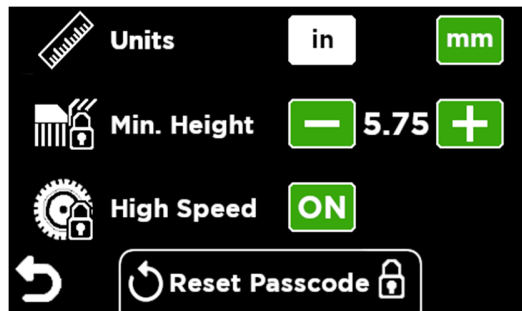 Units in mm
Min. Height − 5.75 +
High Speed ON
Reset Passcode